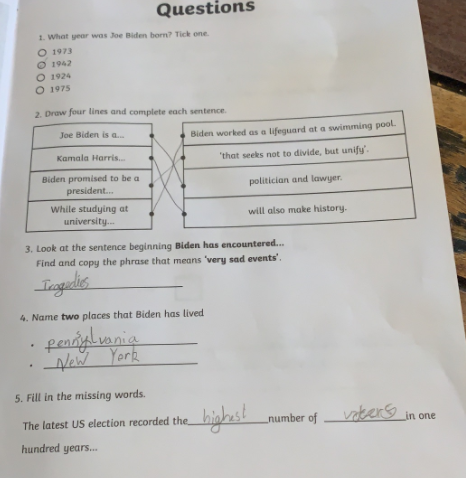 Questions
1. What year was Joe Biden born? Tick one.
1973
1942
1924
1975
2. Draw four lines and complete each sentence.
Joe Biden is a...
Biden worked as a lifeguard at a swimming pool.
Kamala Harris...
'that seeks not to divide, but unify'.
Biden promised to be a
president...
politician and lawyer.
While studying at
university...
will also make history.
3. Look at the sentence beginning Biden has encountered...
Find and copy the phrase that means 'very sad events'.
Tragedies
4. Name two places that Biden has lived
• pennsylvania
• New York
5. Fill in the missing words.
The latest US election recorded the highest number of voters in one
hundred years...